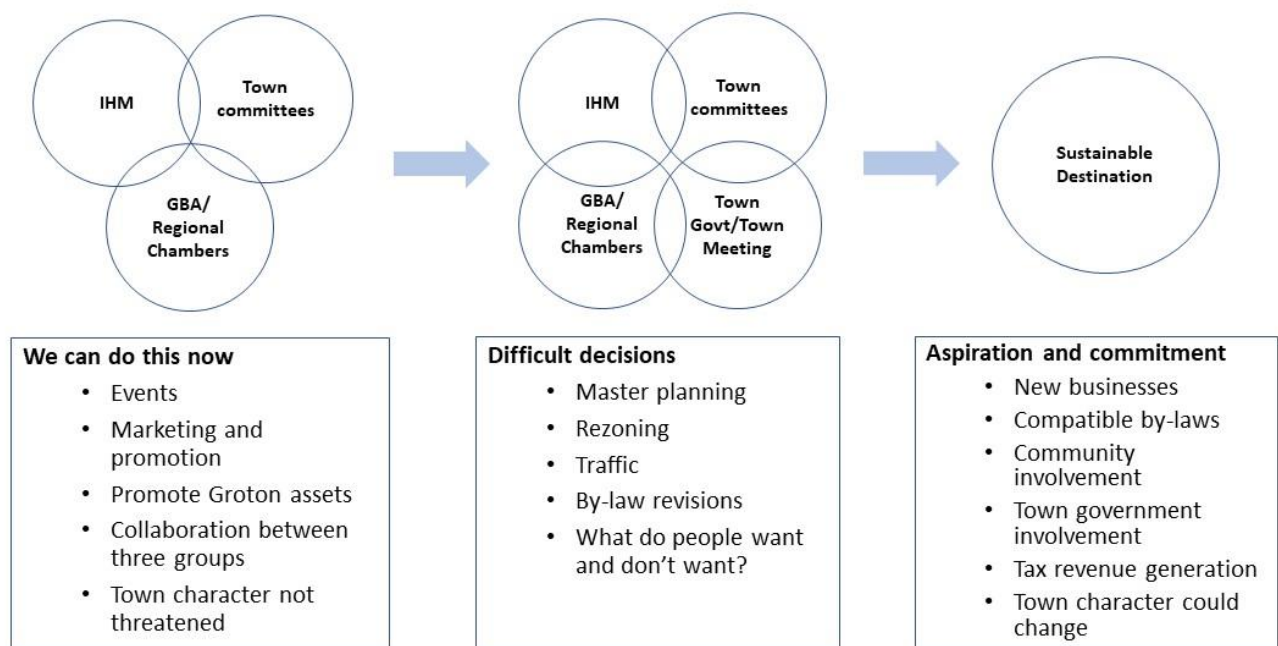 IHM
Town
committees
GBA/
Regional
Chambers
IHM
Town
committees
GBA/
Regional
Chambers
Town
Govt/Town
Meeting
Sustainable
Destination
We can do this now
• Events
• Marketing and
promotion
• Promote Groton assets
• Collaboration between
three groups
• Town character not
threatened
Difficult decisions
• Master planning
• Rezoning
• Traffic
• By-law revisions
• What do people want
and don’t want?
Aspiration and commitment
• New businesses
• Compatible by-laws
• Community
involvement
• Town government
involvement
• Tax revenue generation
• Town character could
change